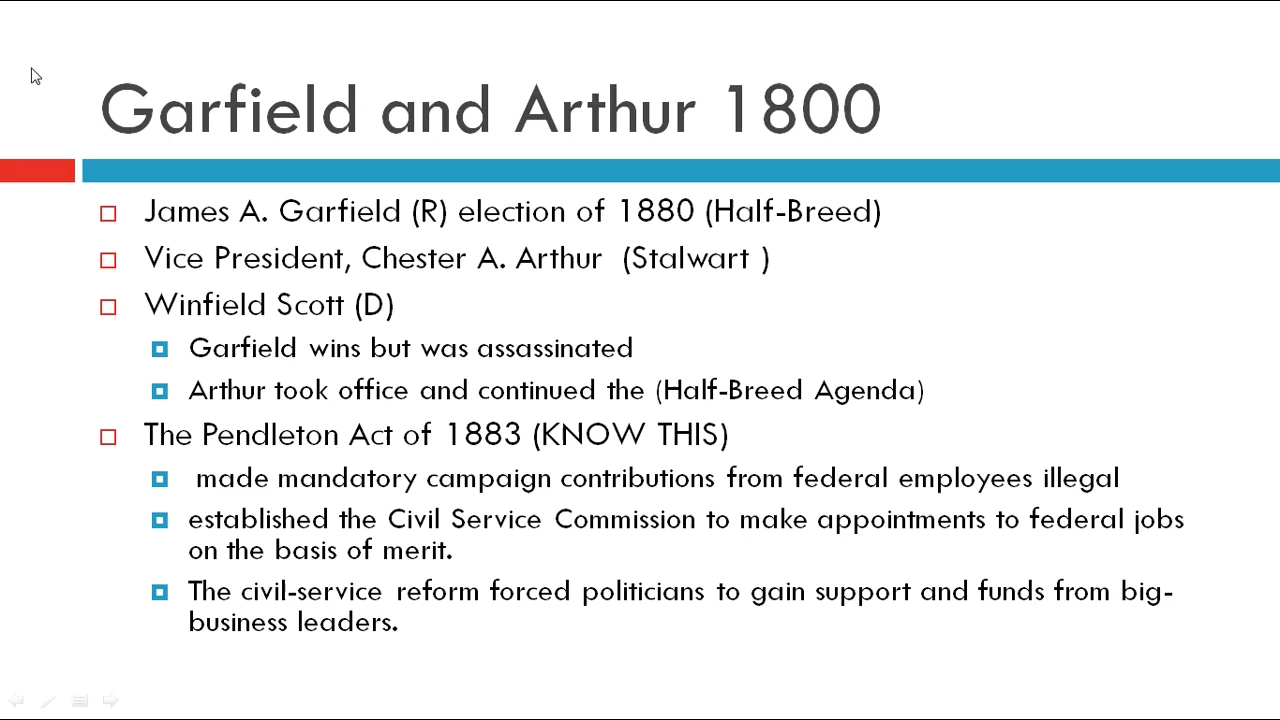 Garfield and Arthur 1800
James A. Garfield (R) election of 1880 (Half-Breed)
Vice President, Chester A. Arthur (Stalwart )
Winfield Scott (D)
Garfield wins but was assassinated
Arthur took office and continued the (Half-Breed Agenda)
The Pendleton Act of 1883 (KNOW THIS)
made mandatory campaign contributions from federal employees illegal
established the Civil Service Commission to make appointments to federal jobs
on the basis of merit.
The civil-service reform forced politicians to gain support and funds from big-
business leaders.